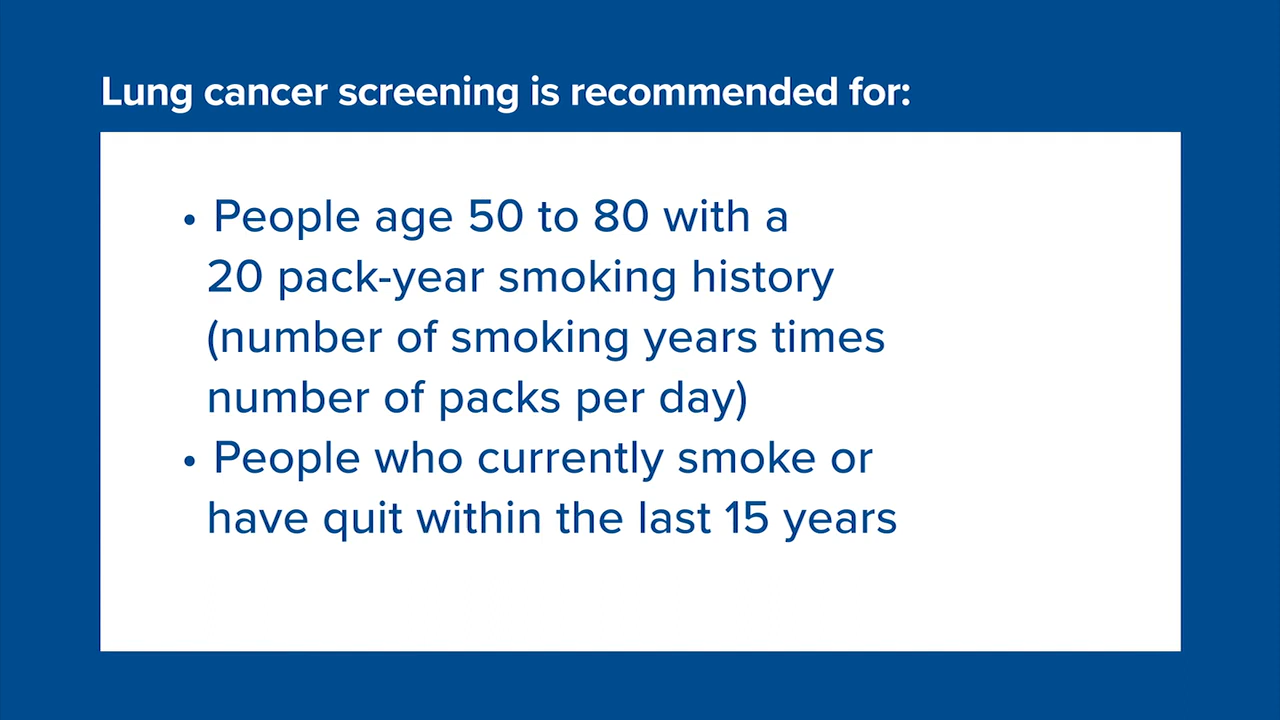 Lung cancer screening is recommended for:
• People age 50 to 80 with a
20 pack-year smoking history
(number of smoking years times
number of packs per day)
• People who currently smoke or
have quit within the last 15 years